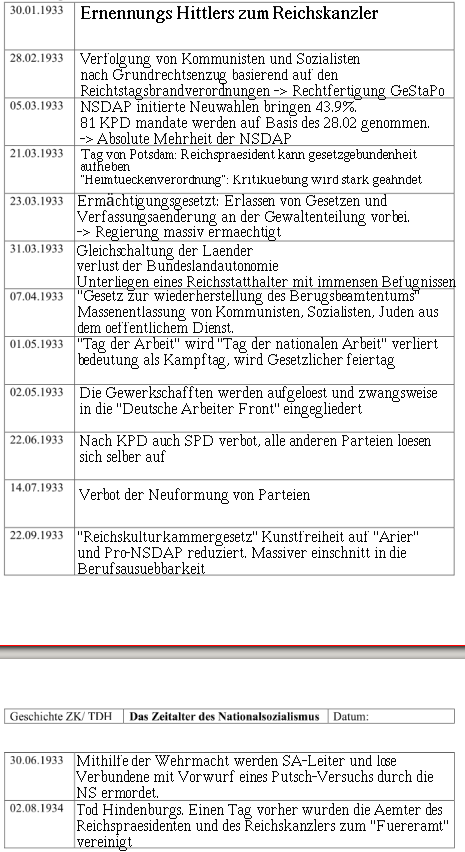 30.01.1933 Ernennungs Hittlers zum Reichskanzler
28.02.1933 Verfolgung von Kommunisten und Sozialisten
nach Grundrechtsenzug basierend auf den
Reichtstagsbrandverordnungen -> Rechtfertigung GeStaPo
05.03.1933 NSDAP initierte Neuwahlen bringen 43.9%.
81 KPD mandate werden auf Basis des 28.02 genommen.
-> Absolute Mehrheit der NSDAP
21.03.1933 Tag von Potsdam: Reichspraesident kann gesetzgebundenheit
aufheben
"Heimtueckenverordnung": Kritikuebung wird stark geahndet
23.03.1933 Ermächtigungsgesetzt: Erlassen von Gesetzen und
Verfassungsaenderung an der Gewaltenteilung vorbei.
-> Regierung massiv ermaechtigt
31.03.1933 Gleichschaltung der Laender
verlust der Bundeslandautonomie
Unterliegen eines Reichsstatthalter mit immensen Befugnissen
07.04.1933 "Gesetz zur wiederherstellung des Berugsbeamtentums"
Massenentlassung von Kommunisten, Sozialisten, Juden aus
dem oeffentlichem Dienst.
01.05.1933 "Tag der Arbeit" wird "Tag der nationalen Arbeit" verliert
bedeutung als Kampftag, wird Gesetzlicher feiertag
02.05.1933 Die Gewerkschafften werden aufgeloest und zwangsweise
in die "Deutsche Arbeiter Front" eingegliedert
22.06.1933 Nach KPD auch SPD verbot, alle anderen Parteien loesen
sich selber auf
14.07.1933 Verbot der Neuformung von Parteien
22.09.1933 "Reichskulturkammergesetz" Kunstfreiheit auf "Arier"
und Pro-NSDAP reduziert. Massiver einschnitt in die
Berufsausuebbarkeit
Geschichte ZK/ TDH Das Zeitalter des Nationalsozialismus Datum:
30.06.1933 Mithilfe der Wehrmacht werden SA-Leiter und lose
Verbundene mit Vorwurf eines Putsch-Versuchs durch die
NS ermordet.
02.08.1934 Tod Hindenburgs. Einen Tag vorher wurden die Aemter des
Reichspraesidenten und des Reichskanzlers zum "Fuereramt"
vereinigt